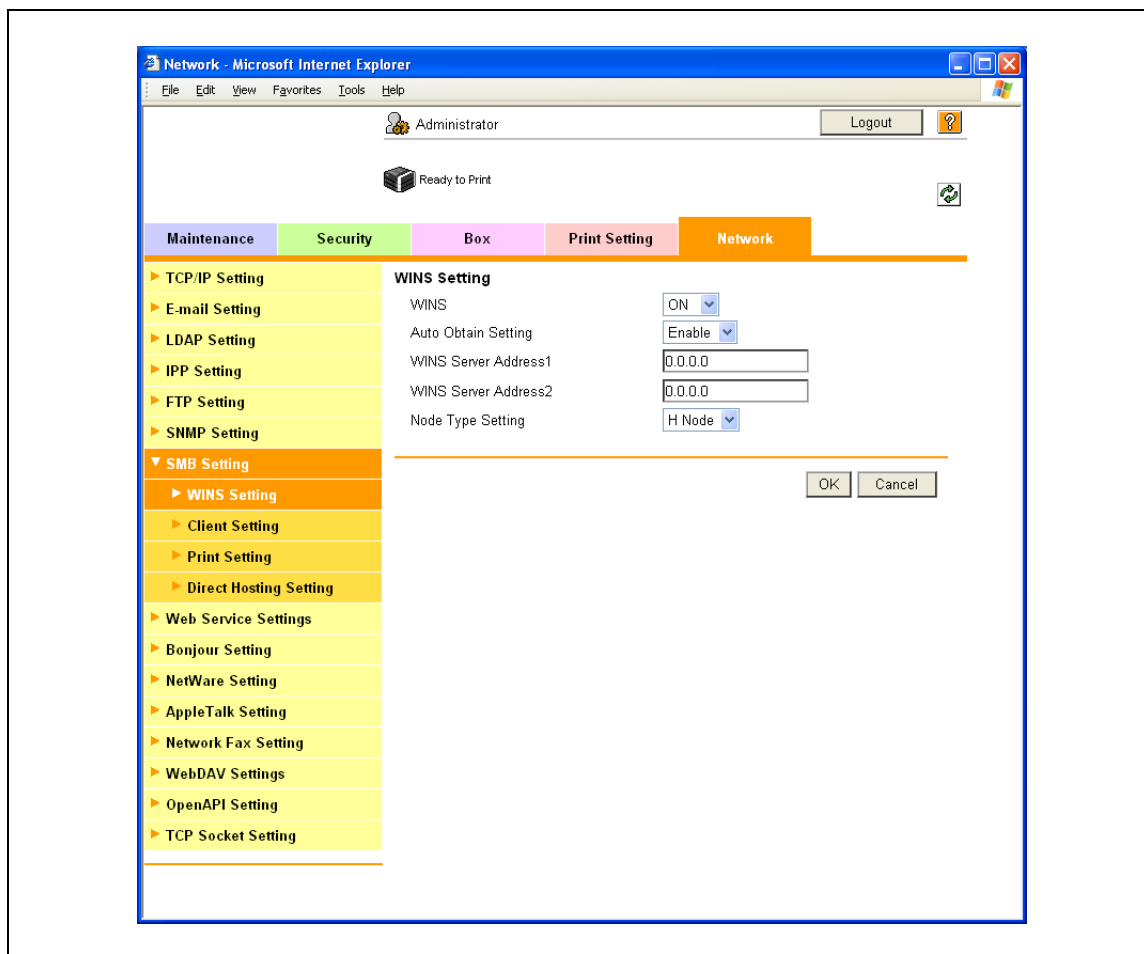 Network - Microsoft Internet Explorer
File Edit View Favorites Tools Help
Administrator
Logout
?
Ready to Print
Maintenance Security Box Print Setting Network
TCP/IP Setting
E-mail Setting
LDAP Setting
IPP Setting
FTP Setting
SNMP Setting
SMB Setting
WINS Setting
Client Setting
Print Setting
Direct Hosting Setting
Web Service Settings
Bonjour Setting
NetWare Setting
AppleTalk Setting
Network Fax Setting
WebDAV Settings
OpenAPI Setting
TCP Socket Setting
WINS Setting
WINS ON
Auto Obtain Setting Enable
WINS Server Address1 0.0.0.0
WINS Server Address2 0.0.0.0
Node Type Setting H Node
OK Cancel